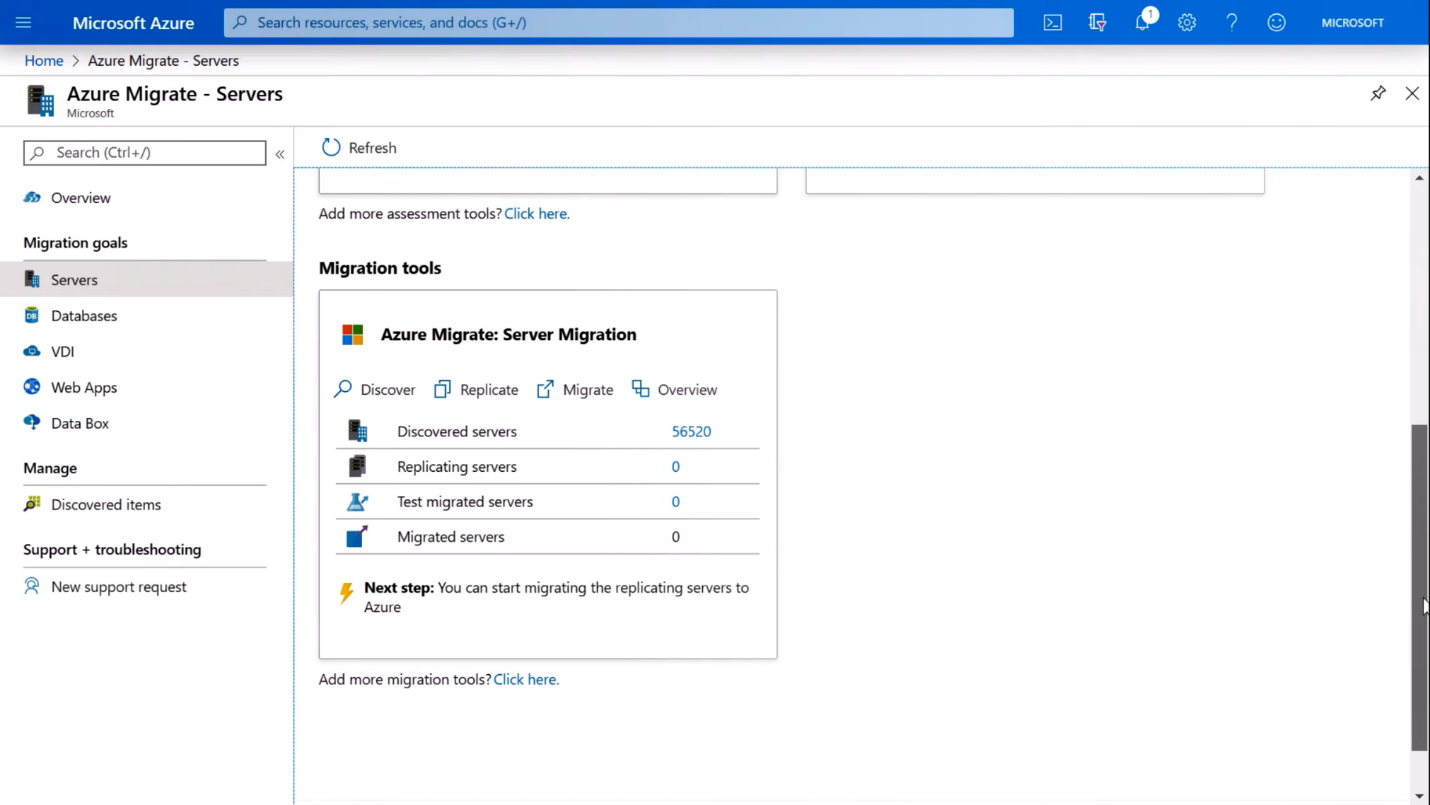 Microsoft Azure
Search resources, services, and docs (G+/)
1
MICROSOFT
Home > Azure Migrate - Servers
Azure Migrate - Servers
Microsoft
Search (Ctrl+/)
«
Overview
Migration goals
Servers
Databases
VDI
Web Apps
Data Box
Manage
Discovered items
Support + troubleshooting
New support request
Refresh
Add more assessment tools? Click here.
Migration tools
Azure Migrate: Server Migration
Discover Replicate Migrate Overview
Discovered servers 56520
Replicating servers 0
Test migrated servers 0
Migrated servers 0
Next step: You can start migrating the replicating servers to
Azure
Add more migration tools? Click here.